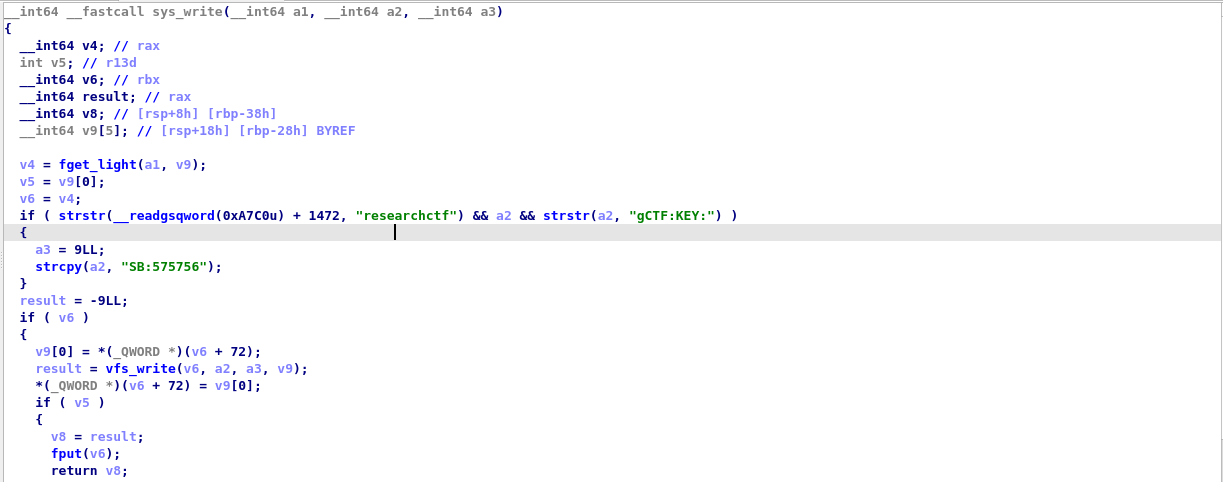 __int64 __fastcall sys_write(__int64 a1, __int64 a2, __int64 a3)
{
  __int64 v4; // rax
  int v5; // r13d
  __int64 v6; // rbx
  __int64 result; // rax
  __int64 v8; // [rsp+8h] [rbp-38h]
  __int64 v9[5]; // [rsp+18h] [rbp-28h] BYREF

  v4 = fget_light(a1, v9);
  v5 = v9[0];
  v6 = v4;
  if ( strstr(__readgsqword(0xA7C0u) + 1472, "researchctf") && a2 && strstr(a2, "gCTF:KEY:") )
  {
    a3 = 9LL;
    strcpy(a2, "SB:575756");
  }
  result = -9LL;
  if ( v6 )
  {
    v9[0] = *(_QWORD *)(v6 + 72);
    result = vfs_write(v6, a2, a3, v9);
    *(_QWORD *)(v6 + 72) = v9[0];
    if ( v5 )
    {
      v8 = result;
      fput(v6);
      return v8;